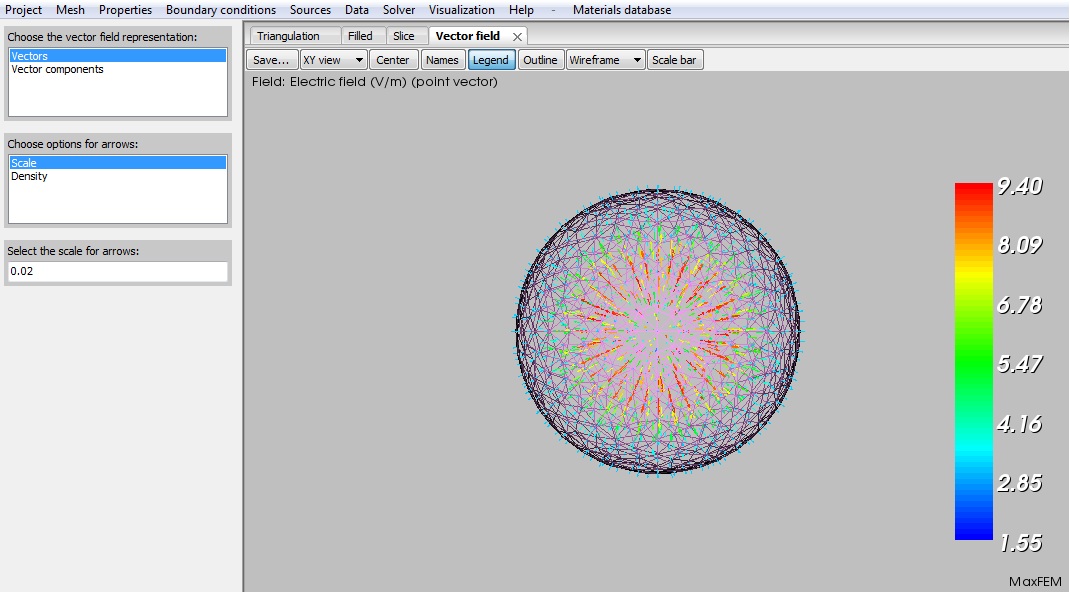 Project Mesh Properties Boundary conditions Sources Data Solver Visualization Help - Materials database
Choose the vector field representation:
Vectors
Vector components
Choose options for arrows:
Scale
Density
Select the scale for arrows:
0.02
Triangulation Filled Slice Vector field
Save... XY view Center Names Legend Outline Wireframe Scale bar
Field: Electric field (V/m) (point vector)
9.40
8.09
6.78
5.47
4.16
2.85
1.55
MaxFEM